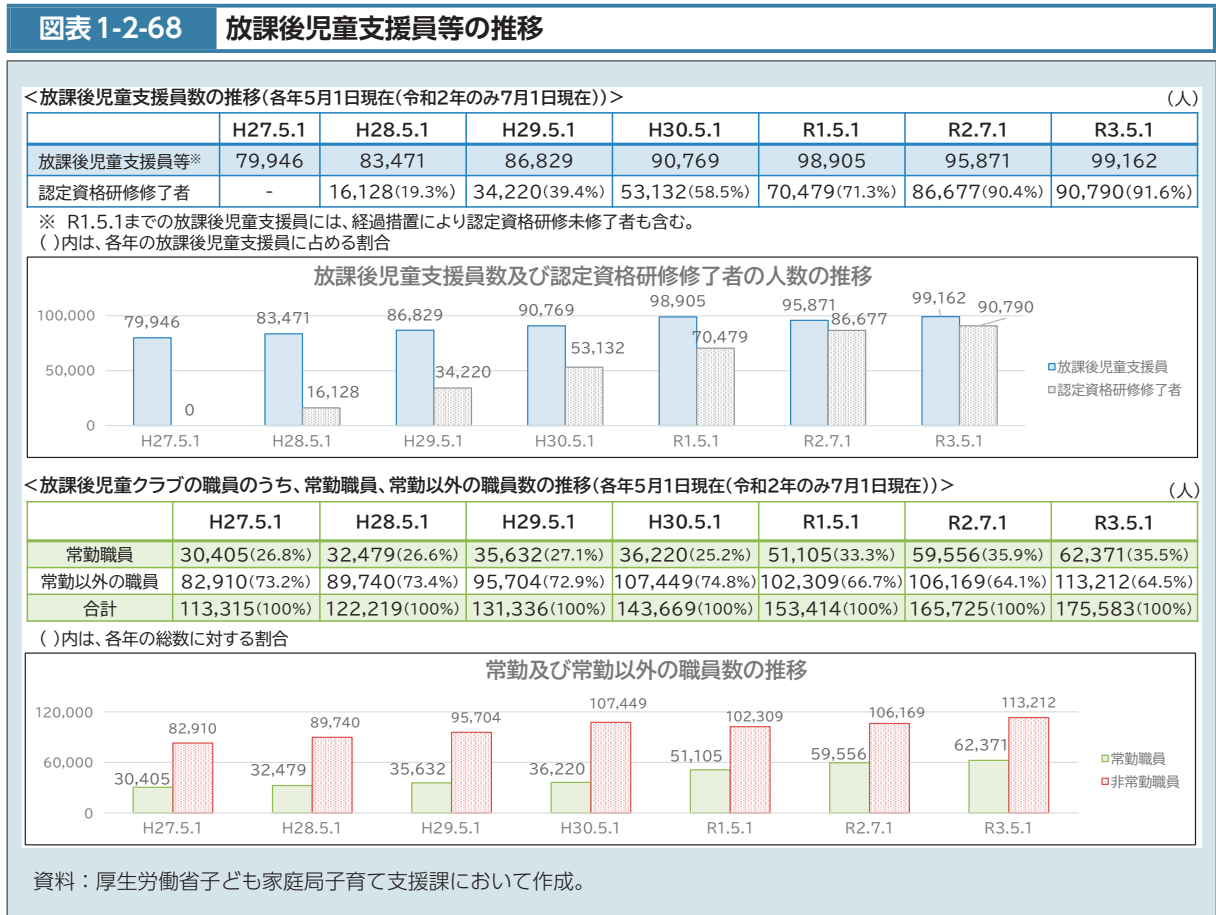 図表1-2-68 放課後児童支援員等の推移
＜放課後児童支援員数の推移(各年5月1日現在(令和2年のみ7月1日現在))＞ (人)
H27.5.1 H28.5.1 H29.5.1 H30.5.1 R1.5.1 R2.7.1 R3.5.1
放課後児童支援員等※ 79,946 83,471 86,829 90,769 98,905 95,871 99,162
認定資格研修修了者 - 16,128(19.3%) 34,220(39.4%) 53,132(58.5%) 70,479(71.3%) 86,677(90.4%) 90,790(91.6%)
※ R1.5.1までの放課後児童支援員には、経過措置により認定資格研修未修了者も含む。
( )内は、各年の放課後児童支援員に占める割合
放課後児童支援員数及び認定資格研修修了者の人数の推移
100,000
50,000
0
79,946 0 83,471 16,128 86,829 34,220 90,769 53,132 98,905 70,479 95,871 86,677 99,162 90,790
H27.5.1 H28.5.1 H29.5.1 H30.5.1 R1.5.1 R2.7.1 R3.5.1
放課後児童支援員
認定資格研修修了者
＜放課後児童クラブの職員のうち、常勤職員、常勤以外の職員数の推移(各年5月1日現在(令和2年のみ7月1日現在))＞ (人)
H27.5.1 H28.5.1 H29.5.1 H30.5.1 R1.5.1 R2.7.1 R3.5.1
常勤職員 30,405(26.8%) 32,479(26.6%) 35,632(27.1%) 36,220(25.2%) 51,105(33.3%) 59,556(35.9%) 62,371(35.5%)
常勤以外の職員 82,910(73.2%) 89,740(73.4%) 95,704(72.9%) 107,449(74.8%) 102,309(66.7%) 106,169(64.1%) 113,212(64.5%)
合計 113,315(100%) 122,219(100%) 131,336(100%) 143,669(100%) 153,414(100%) 165,725(100%) 175,583(100%)
( )内は、各年の総数に対する割合
常勤及び常勤以外の職員数の推移
120,000
60,000
0
30,405 82,910 32,479 89,740 35,632 95,704 36,220 107,449 51,105 102,309 59,556 106,169 62,371 113,212
H27.5.1 H28.5.1 H29.5.1 H30.5.1 R1.5.1 R2.7.1 R3.5.1
常勤職員
非常勤職員
資料：厚生労働省子ども家庭局子育て支援課において作成。